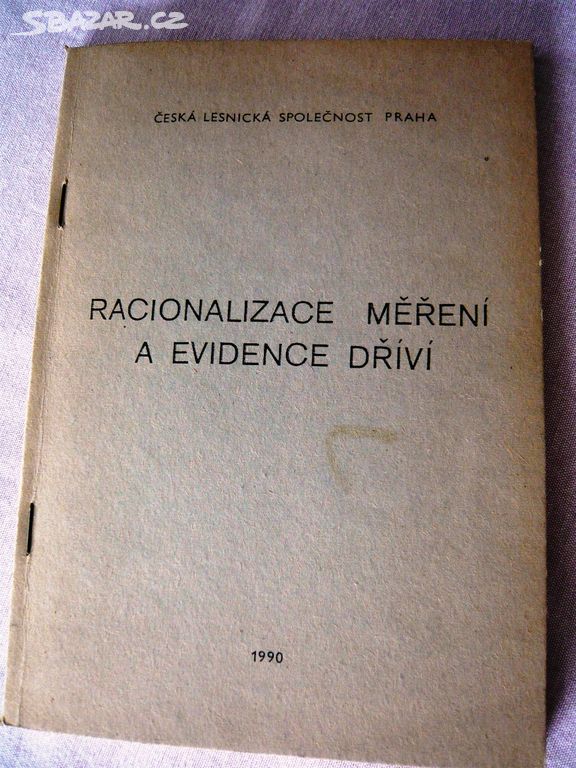 SBAZAR.CZ
ČESKÁ LESNICKÁ SPOLEČNOST PRAHA
RACIONALIZACE MĚŘENÍ
A EVIDENCE DŘÍVÍ
1990